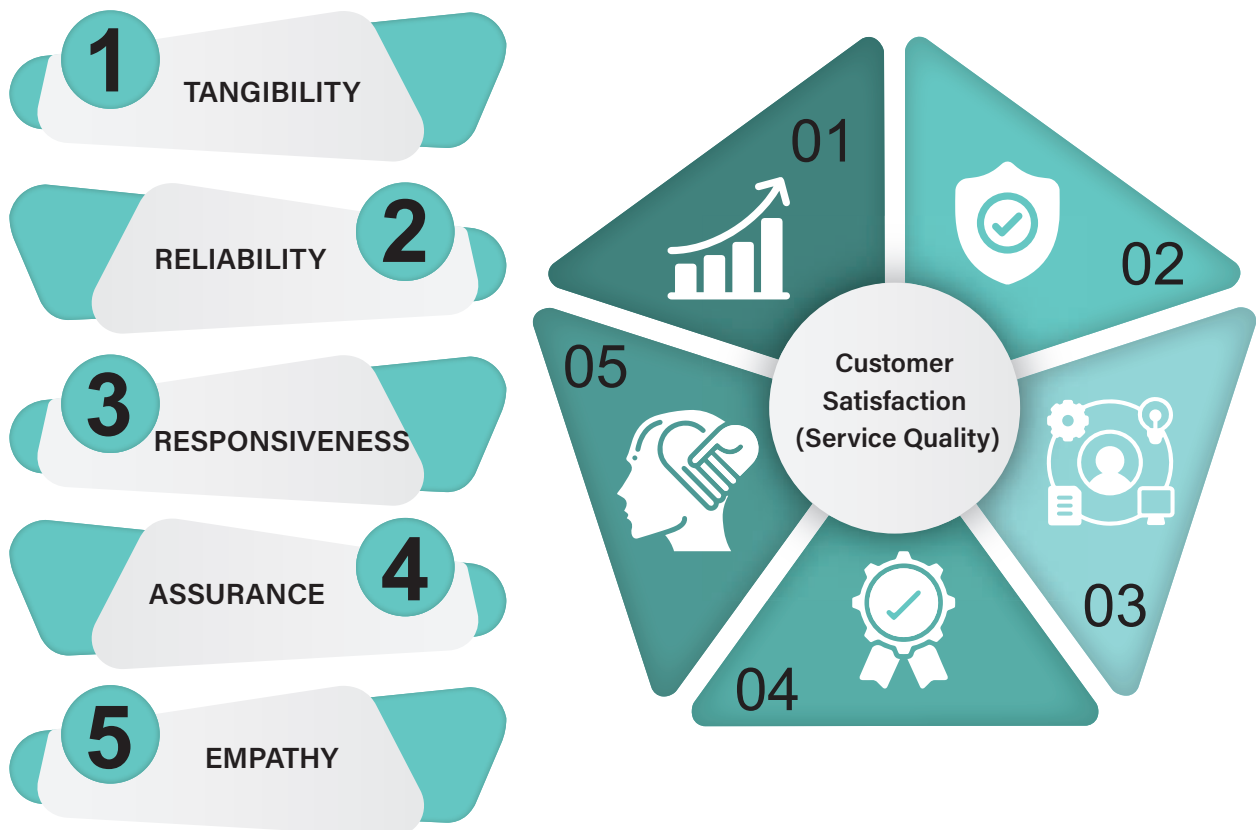 1
TANGIBILITY
RELIABILITY
2
3
RESPONSIVENESS
ASSURANCE
4
5
EMPATHY
01
02
03
04
05
Customer
Satisfaction
(Service Quality)